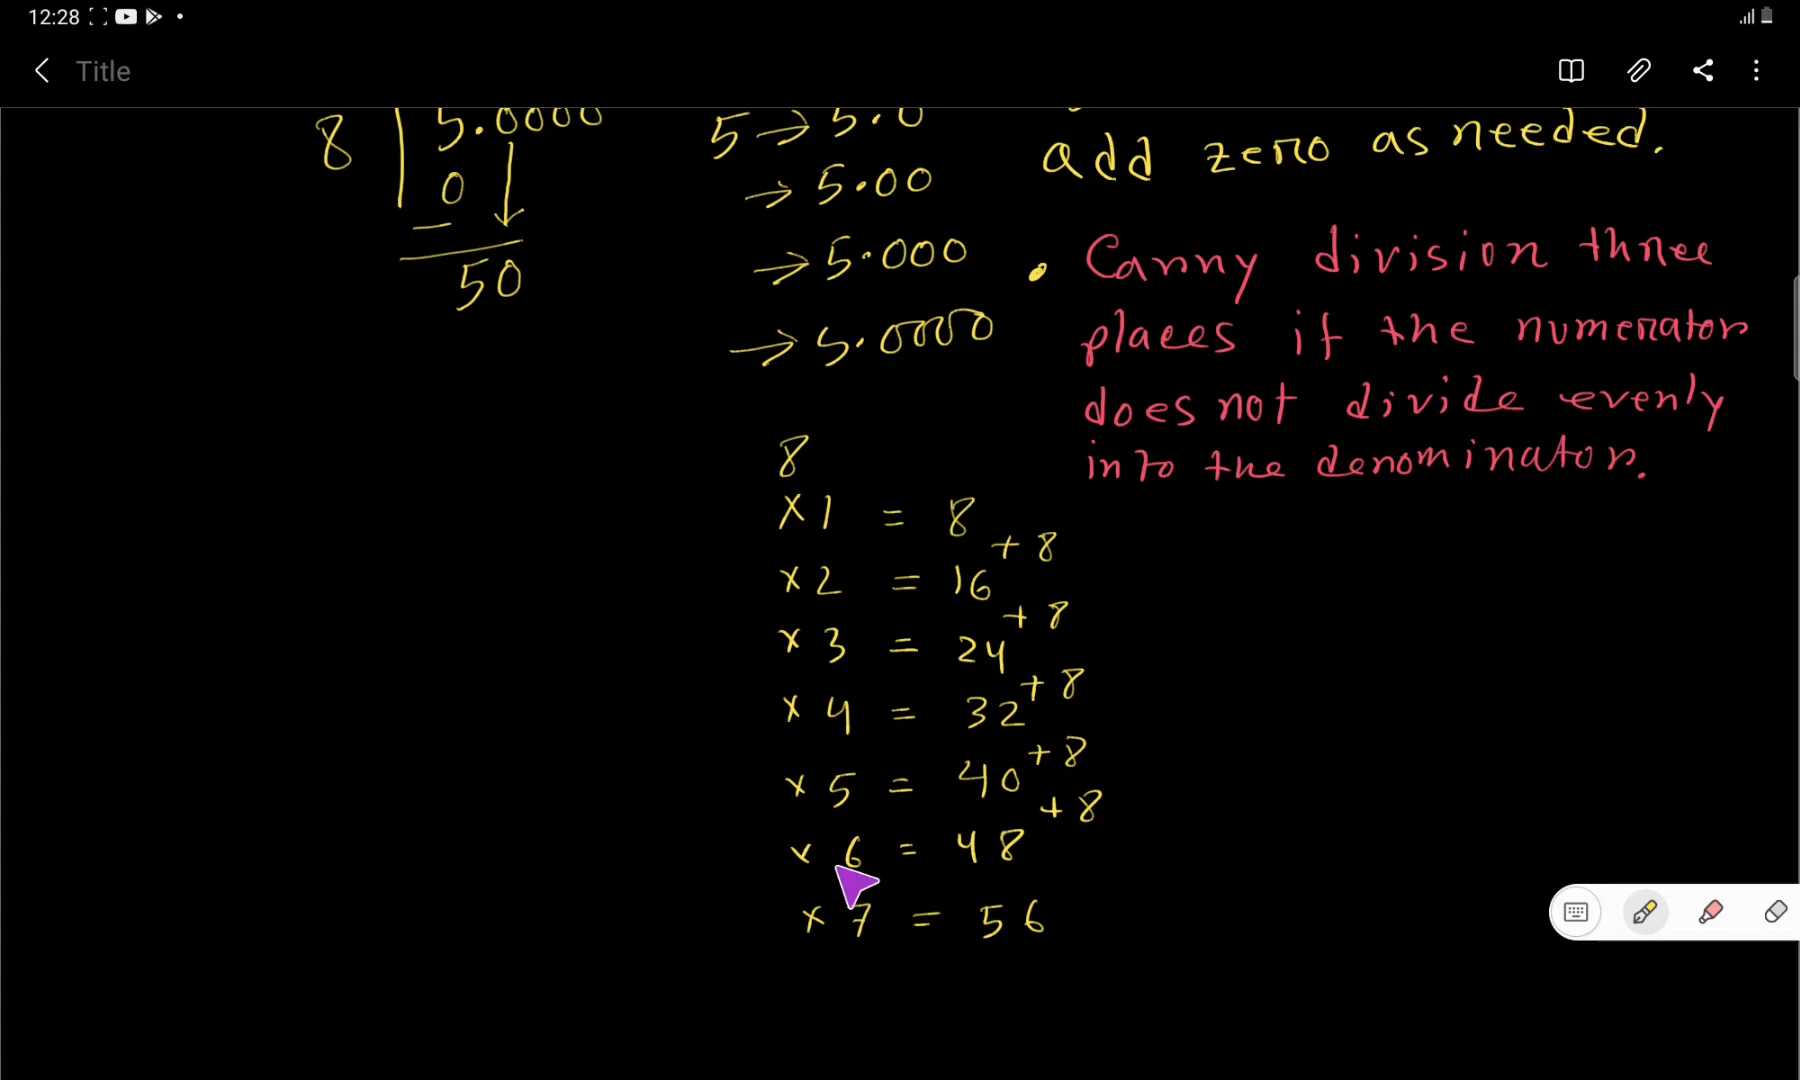 12:28
Title
8 5.0000
0
50
5 → 5.0
→ 5.00
→ 5.000
→ 5.0000
add zero as needed.
• Carry division three
places if the numerator
does not divide evenly
into the denominator.
8
× 1 = 8
+ 8
× 2 = 16
+ 8
× 3 = 24
+ 8
× 4 = 32
+ 8
× 5 = 40
+ 8
× 6 = 48
× 7 = 56